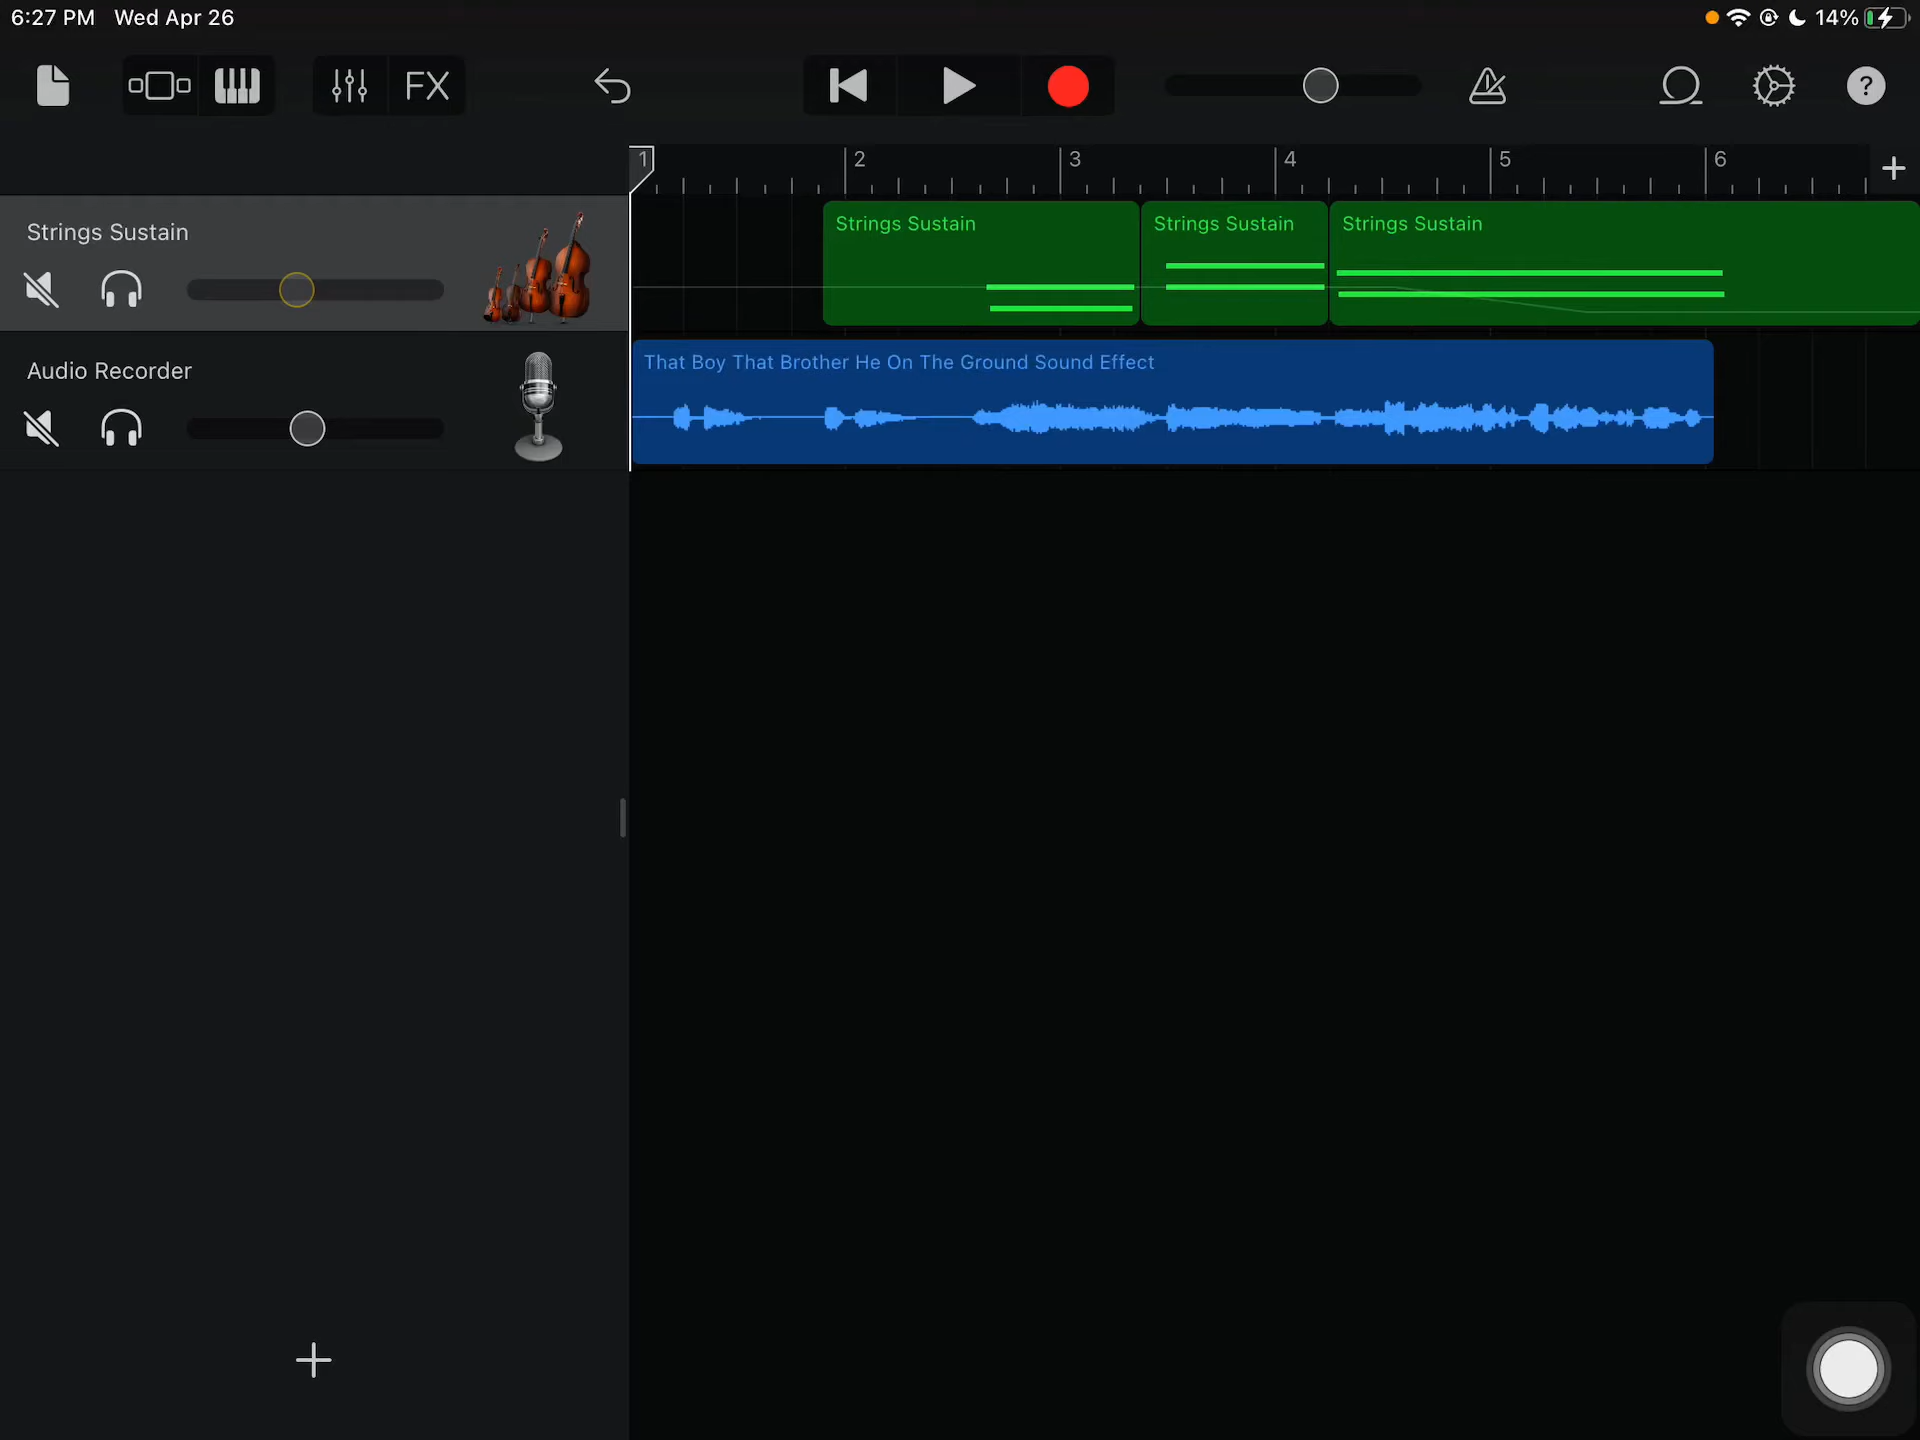 6:27 PM Wed Apr 26
14%
FX
?
1 2 3 4 5 6
Strings Sustain
Strings Sustain Strings Sustain Strings Sustain
Audio Recorder
That Boy That Brother He On The Ground Sound Effect